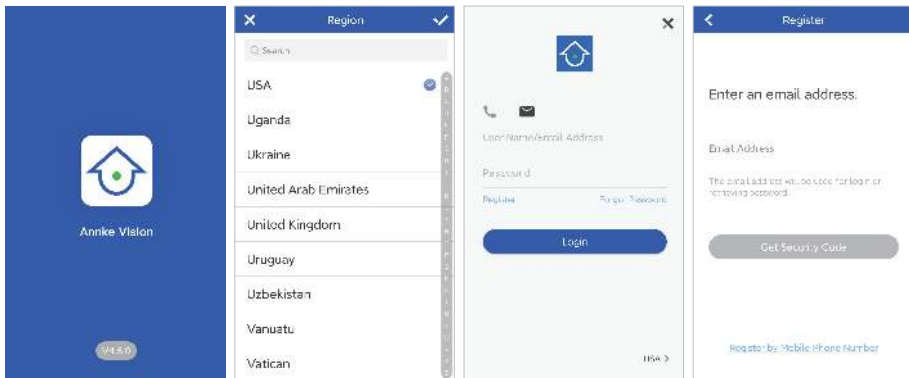 Annke Vision
V4.6.0
Region
Search
USA
Uganda
Ukraine
United Arab Emirates
United Kingdom
Uruguay
Uzbekistan
Vanuatu
Vatican
User Name/Email Address
Password
Register
Forgot Password
Login
USA >
Register
Enter an email address.
Email Address
The email address will be used for login or
retrieving password.
Get Security Code
Register by Mobile Phone Number